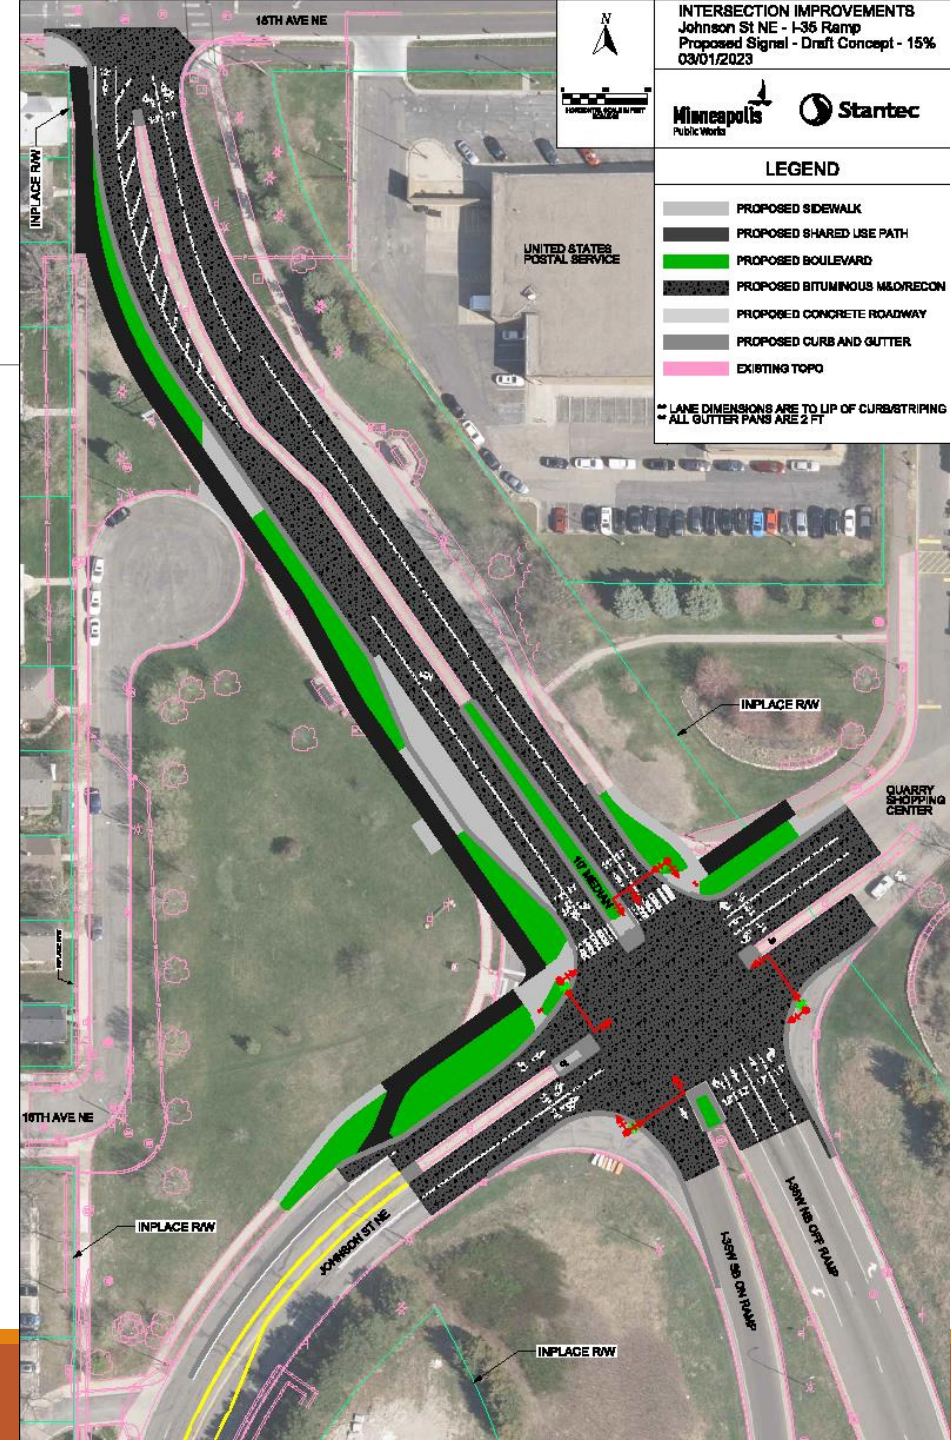 18TH AVE NE
N
INTERSECTION IMPROVEMENTS
Johnson St NE - I-35 Ramp
Proposed Signal - Draft Concept - 15%
03/01/2023
Minneapolis
Public Works
Stantec
LEGEND
PROPOSED SIDEWALK
PROPOSED SHARED USE PATH
PROPOSED BOULEVARD
PROPOSED BITUMINOUS M&O/RECON
PROPOSED CONCRETE ROADWAY
PROPOSED CURB AND GUTTER
EXISTING TOPO
** LANE DIMENSIONS ARE TO LIP OF CURB/STRIPING
** ALL GUTTER PANS ARE 2 FT
INPLACE R/W
UNITED STATES
POSTAL SERVICE
INPLACE R/W
QUARRY
SHOPPING
CENTER
MEDIAN
INPLACE R/W
16TH AVE NE
INPLACE R/W
JOHNSON ST NE
I-35W SB ON RAMP
I-35W NB OFF RAMP
INPLACE R/W